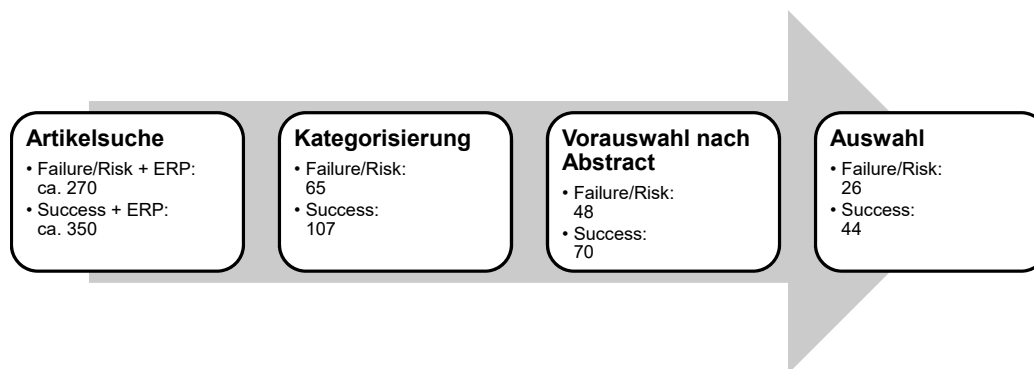 Artikelsuche
• Failure/Risk + ERP:
ca. 270
• Success + ERP:
ca. 350
Kategorisierung
• Failure/Risk:
65
• Success:
107
Vorauswahl nach
Abstract
• Failure/Risk:
48
• Success:
70
Auswahl
• Failure/Risk:
26
• Success:
44